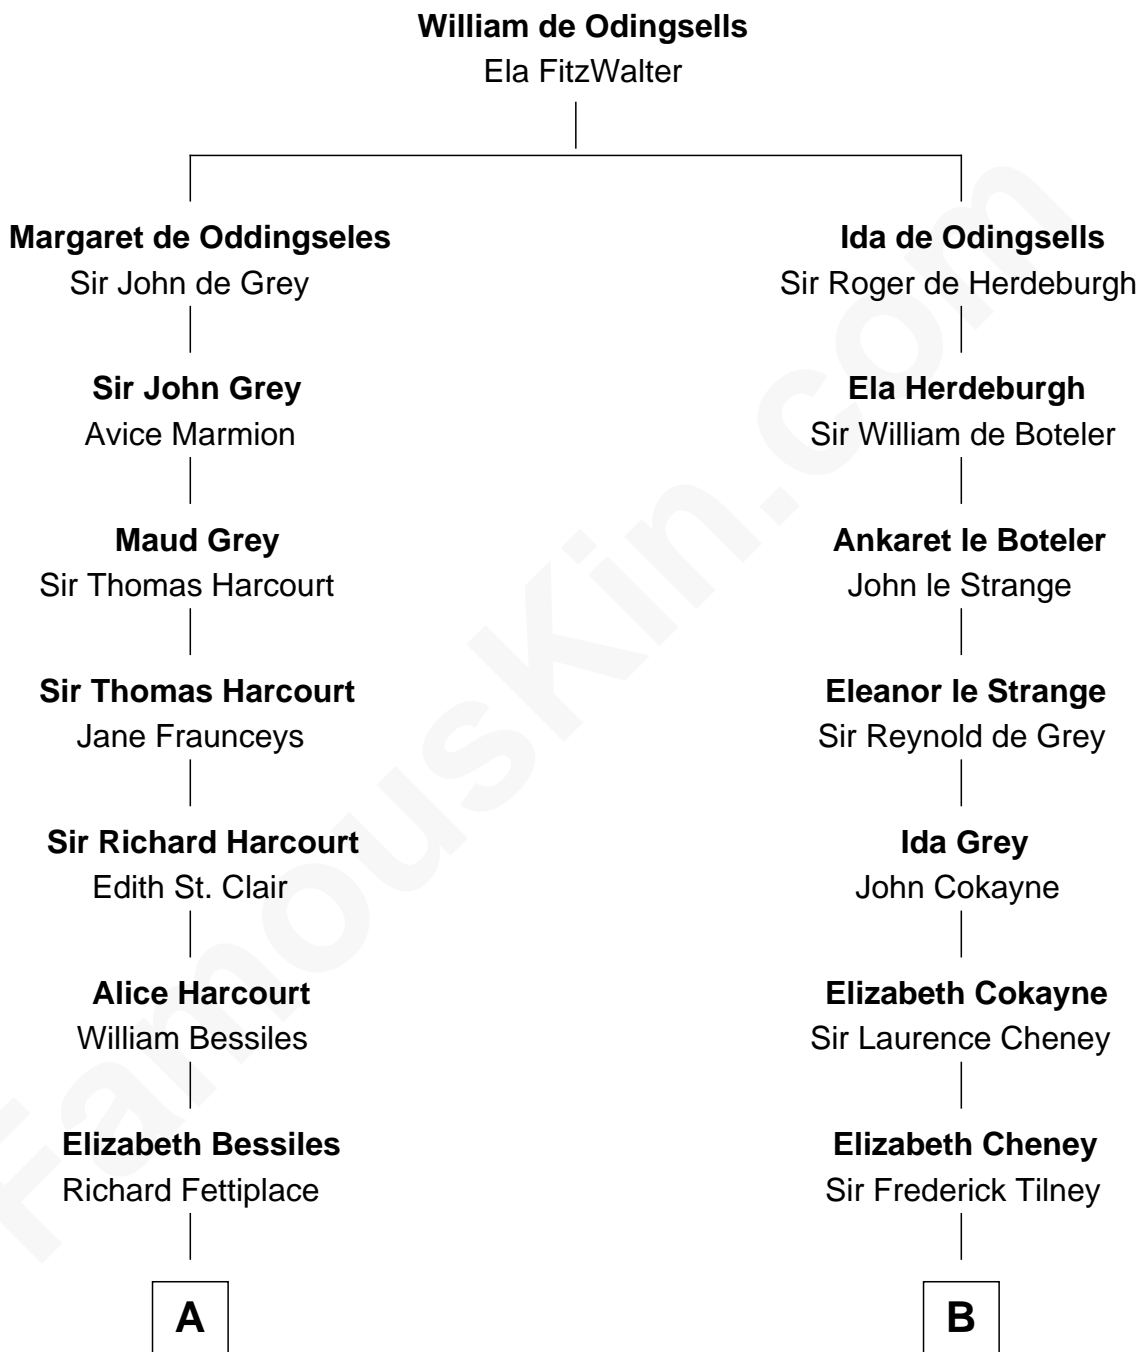 William de Odingsells
Ela FitzWalter
Margaret de Oddingseles
Sir John de Grey
Sir John Grey
Avice Marmion
Maud Grey
Sir Thomas Harcourt
Sir Thomas Harcourt
Jane Fraunceys
Sir Richard Harcourt
Edith St. Clair
Alice Harcourt
William Bessiles
Elizabeth Bessiles
Richard Fettiplace
A
Ida de Odingsells
Sir Roger de Herdeburgh
Ela Herdeburgh
Sir William de Boteler
Ankaret le Boteler
John le Strange
Eleanor le Strange
Sir Reynold de Grey
Ida Grey
John Cokayne
Elizabeth Cokayne
Sir Laurence Cheney
Elizabeth Cheney
Sir Frederick Tilney
B
FamousKin.com